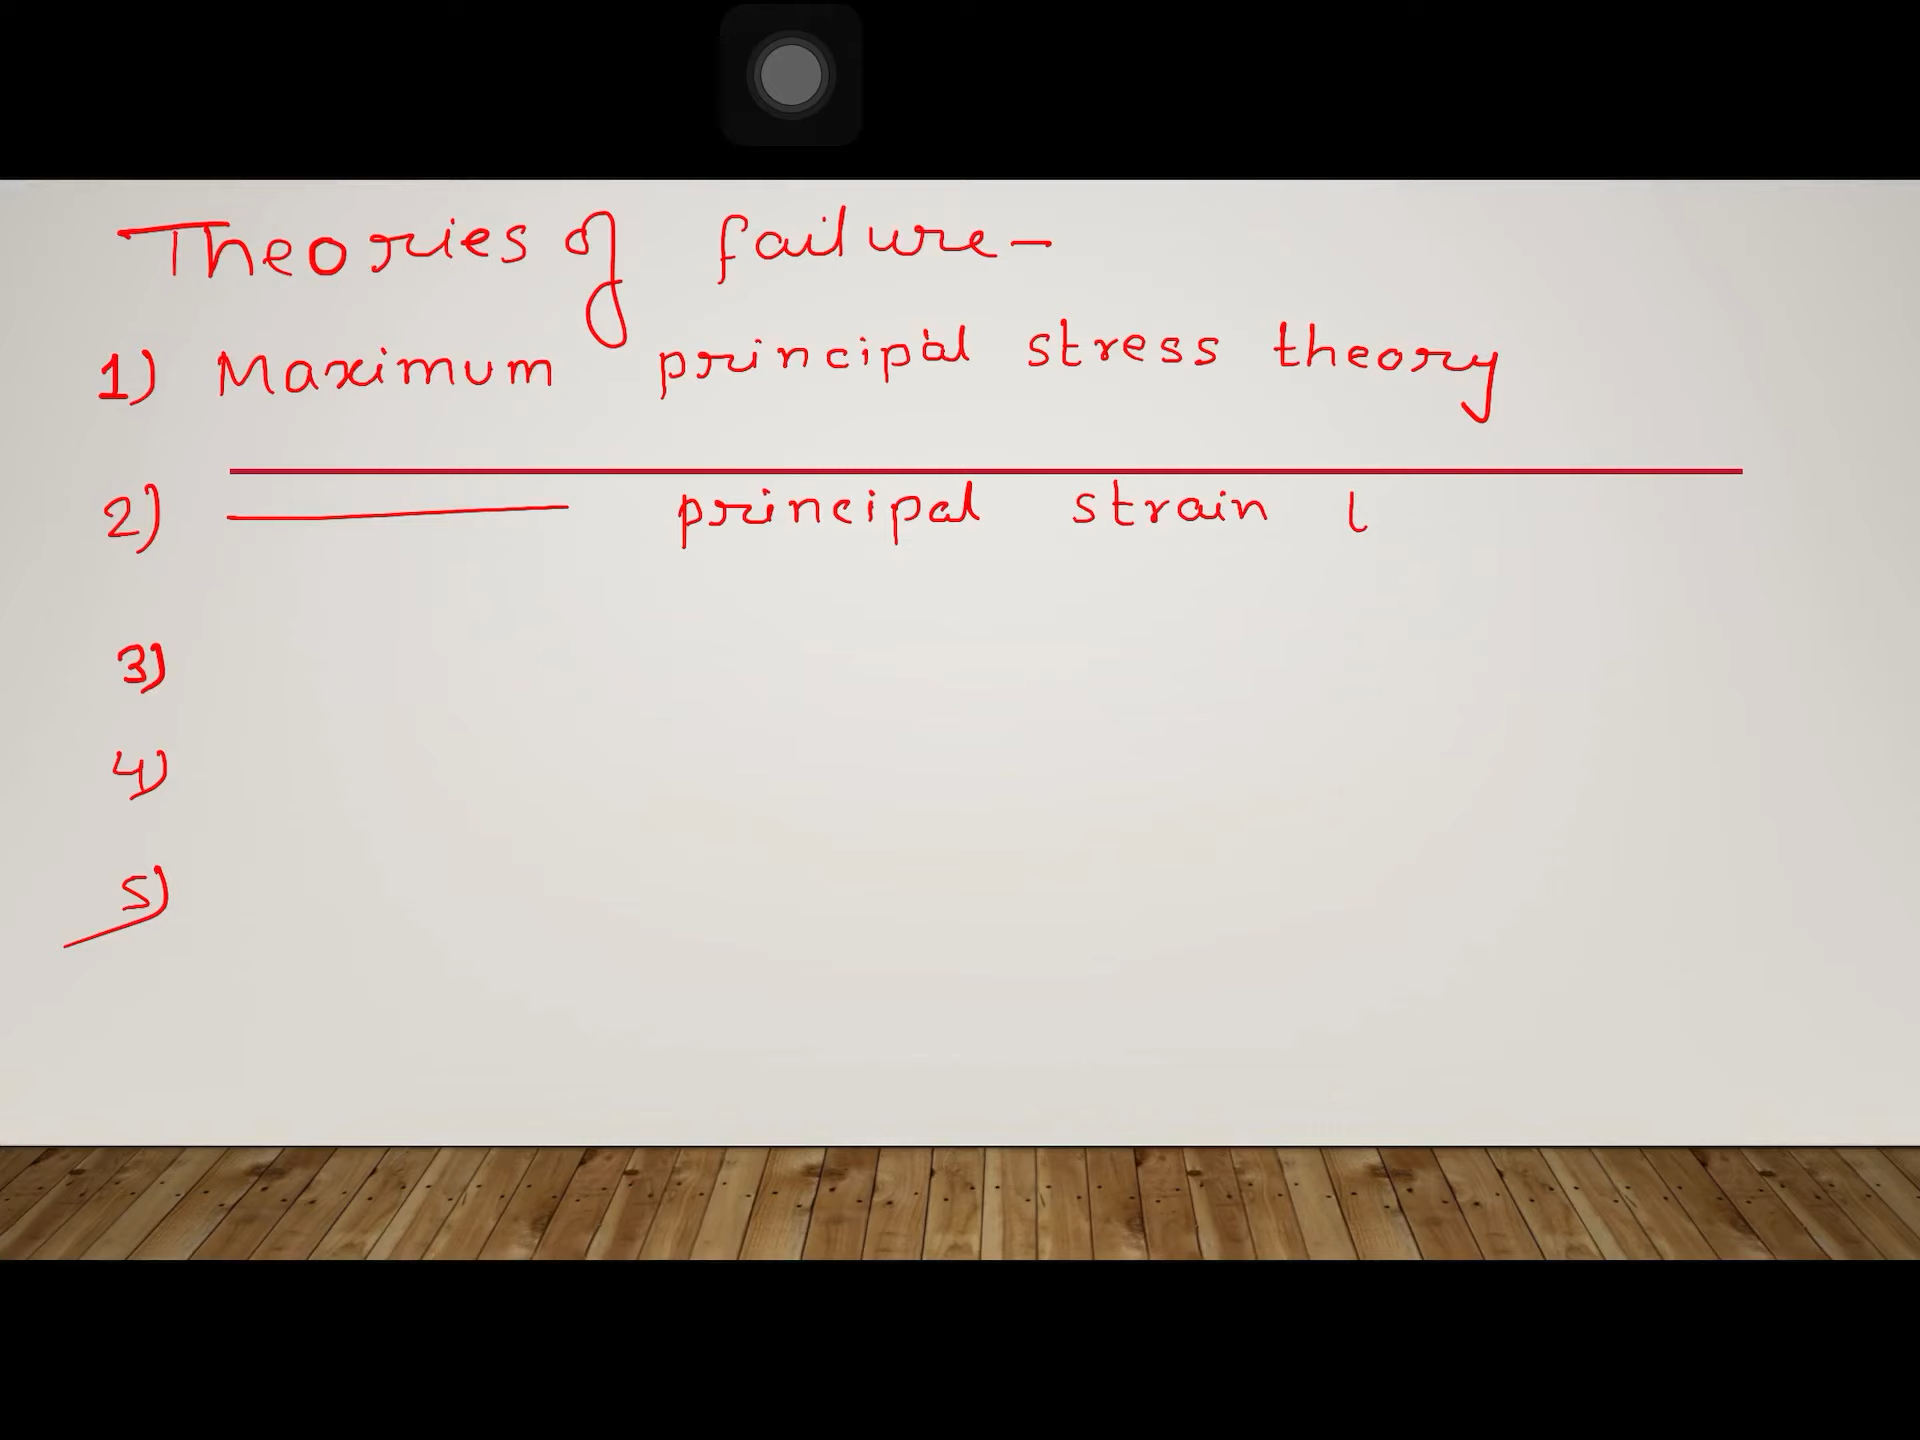 Theories of failure-
1) Maximum principal stress theory
2) ——— principal strain
3)
4)
5)